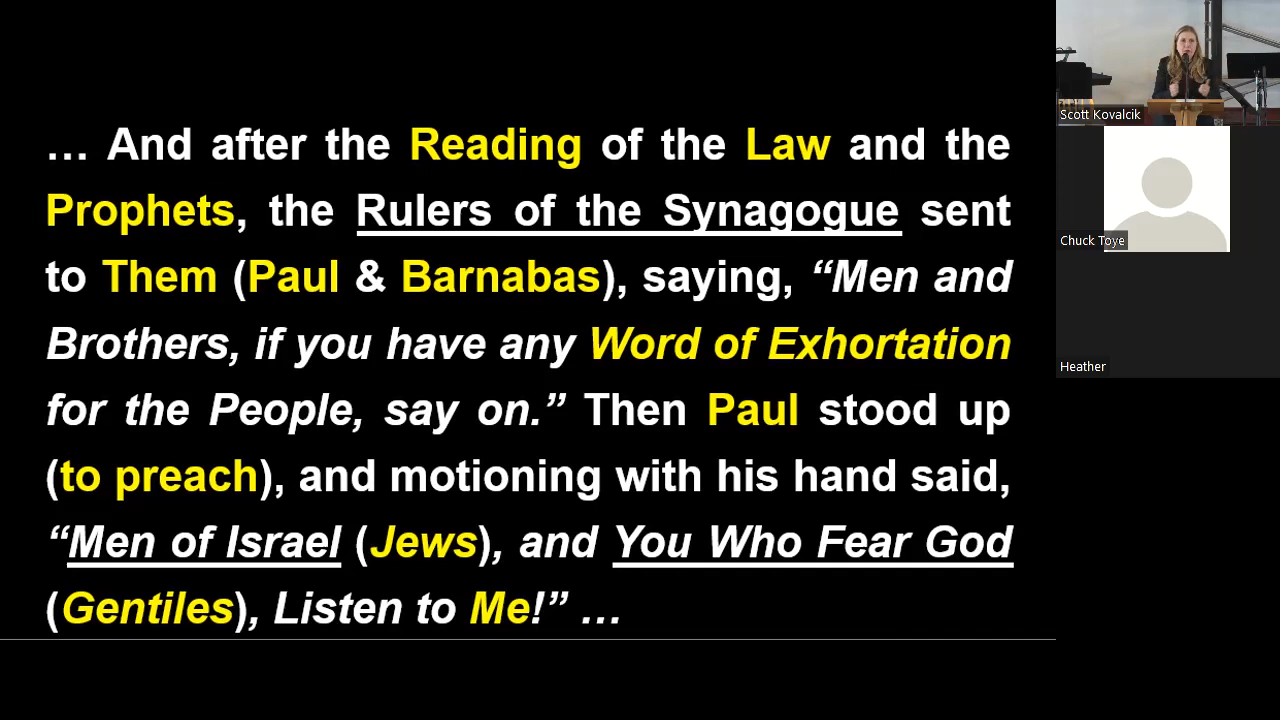 … And after the Reading of the Law and the
Prophets, the Rulers of the Synagogue sent
to Them (Paul & Barnabas), saying, “Men and
Brothers, if you have any Word of Exhortation
for the People, say on.” Then Paul stood up
(to preach), and motioning with his hand said,
“Men of Israel (Jews), and You Who Fear God
(Gentiles), Listen to Me!” …
Scott Kovalcik
Chuck Toye
Heather